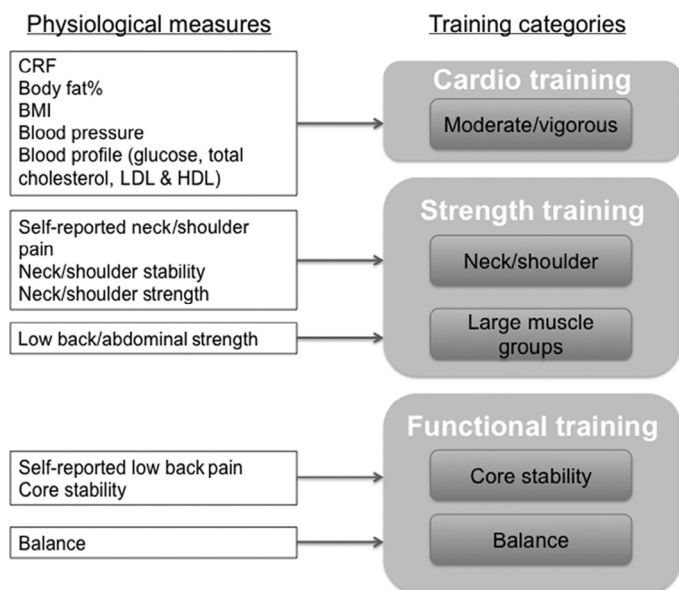 Physiological measures
Training categories
CRF
Body fat%
BMI
Blood pressure
Blood profile (glucose, total
cholesterol, LDL & HDL)
Cardio training
Moderate/vigorous
Self-reported neck/shoulder
pain
Neck/shoulder stability
Neck/shoulder strength
Low back/abdominal strength
Strength training
Neck/shoulder
Large muscle
groups
Self-reported low back pain
Core stability
Balance
Functional training
Core stability
Balance